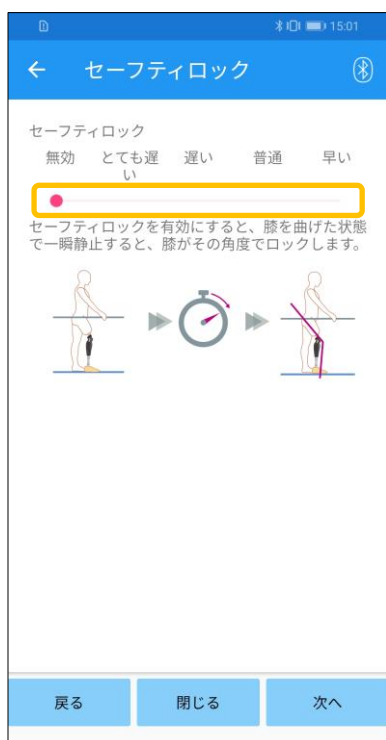 15:01
セーフティロック
セーフティロック
無効 とても遅い 遅い 普通 早い
セーフティロックを有効にすると、膝を曲げた状態
で一瞬静止すると、膝がその角度でロックします。
戻る 閉じる 次へ